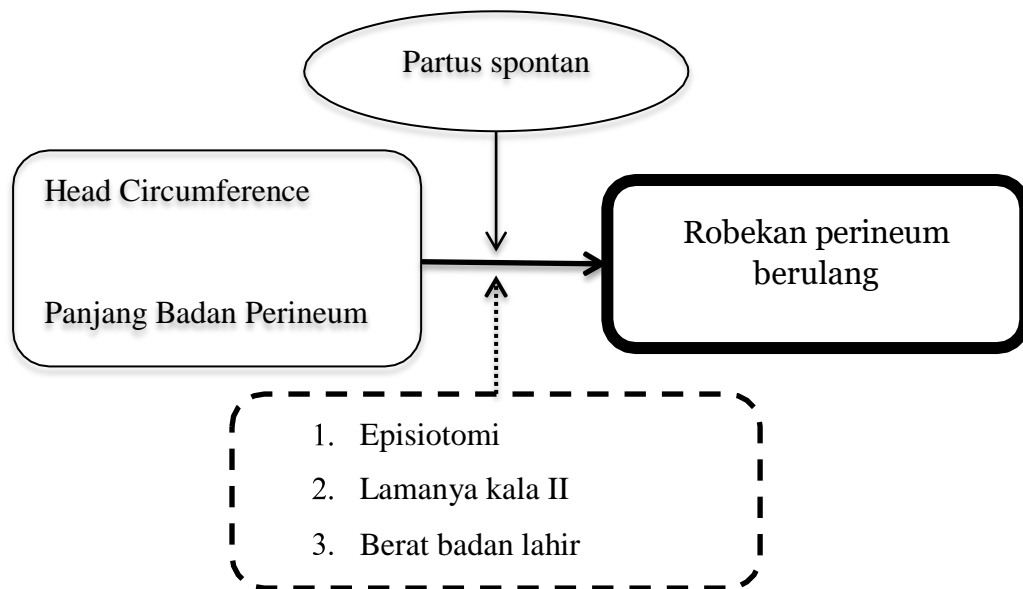 Partus spontan
Head Circumference
Panjang Badan Perineum
Robekan perineum
berulang
1. Episiotomi
2. Lamanya kala II
3. Berat badan lahir